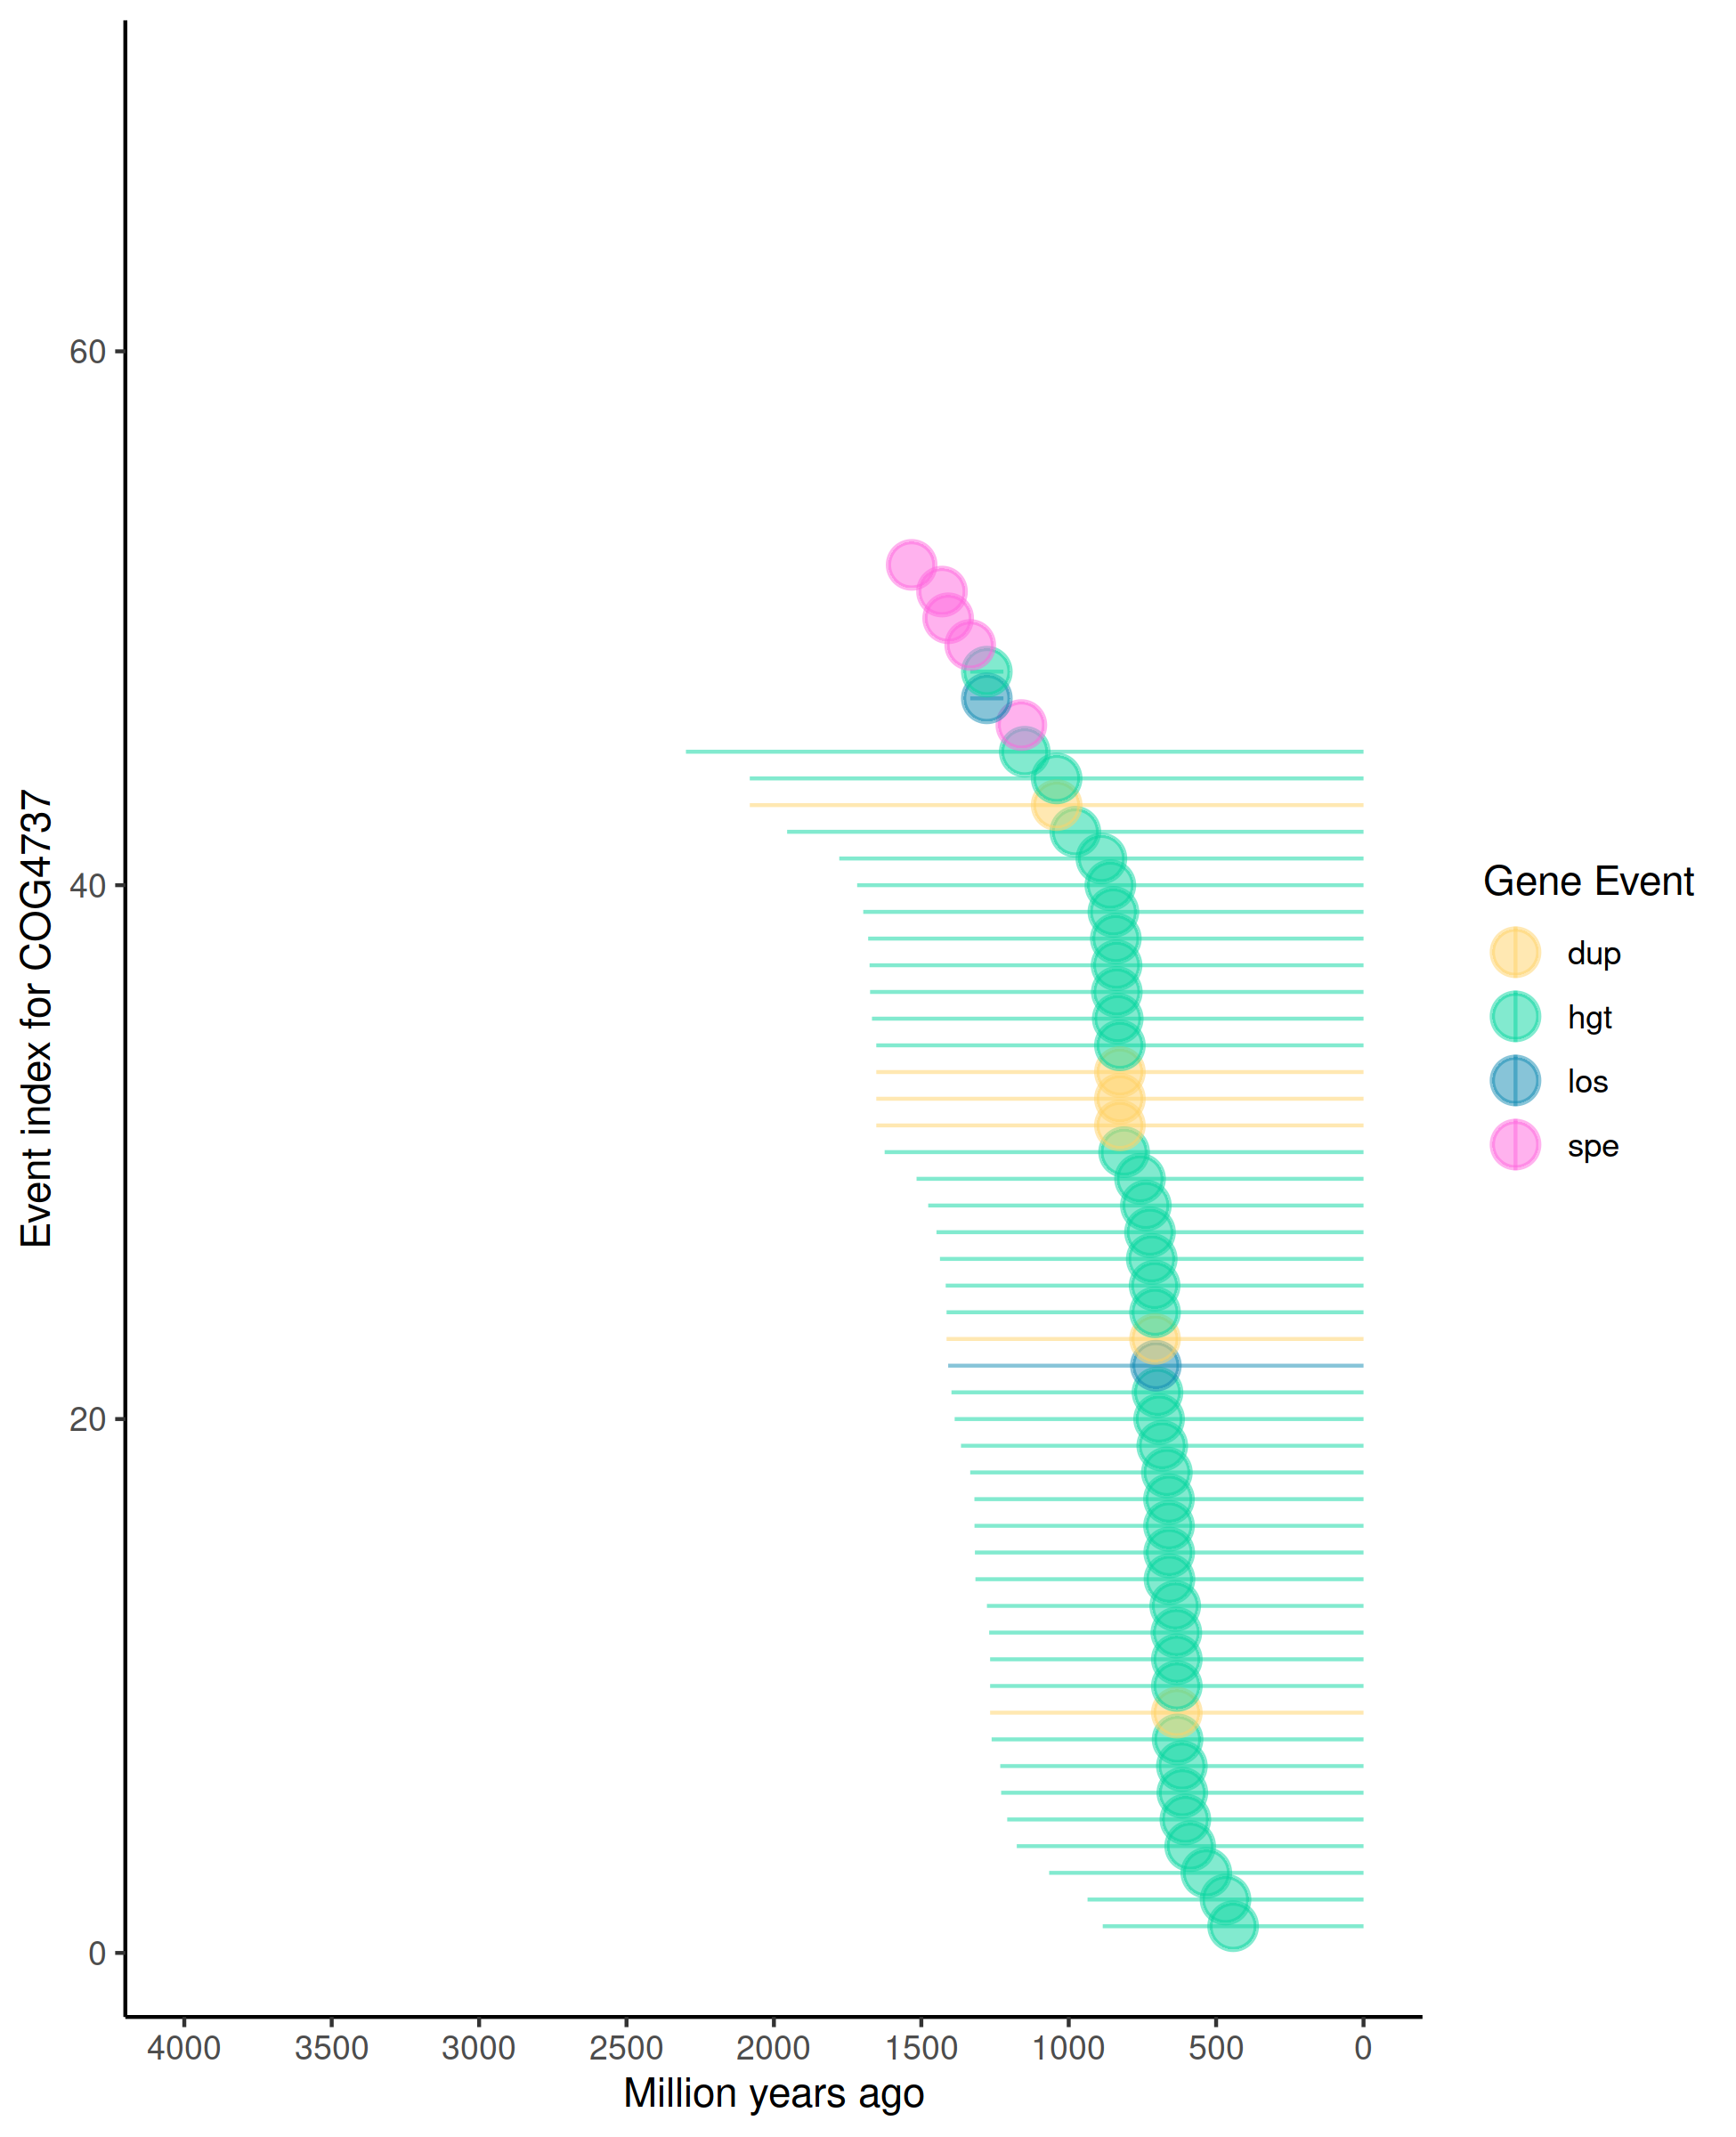 60
40
20
0
Event index for COG4737
4000 3500 3000 2500 2000 1500 1000 500 0
Million years ago
Gene Event
dup
hgt
los
spe